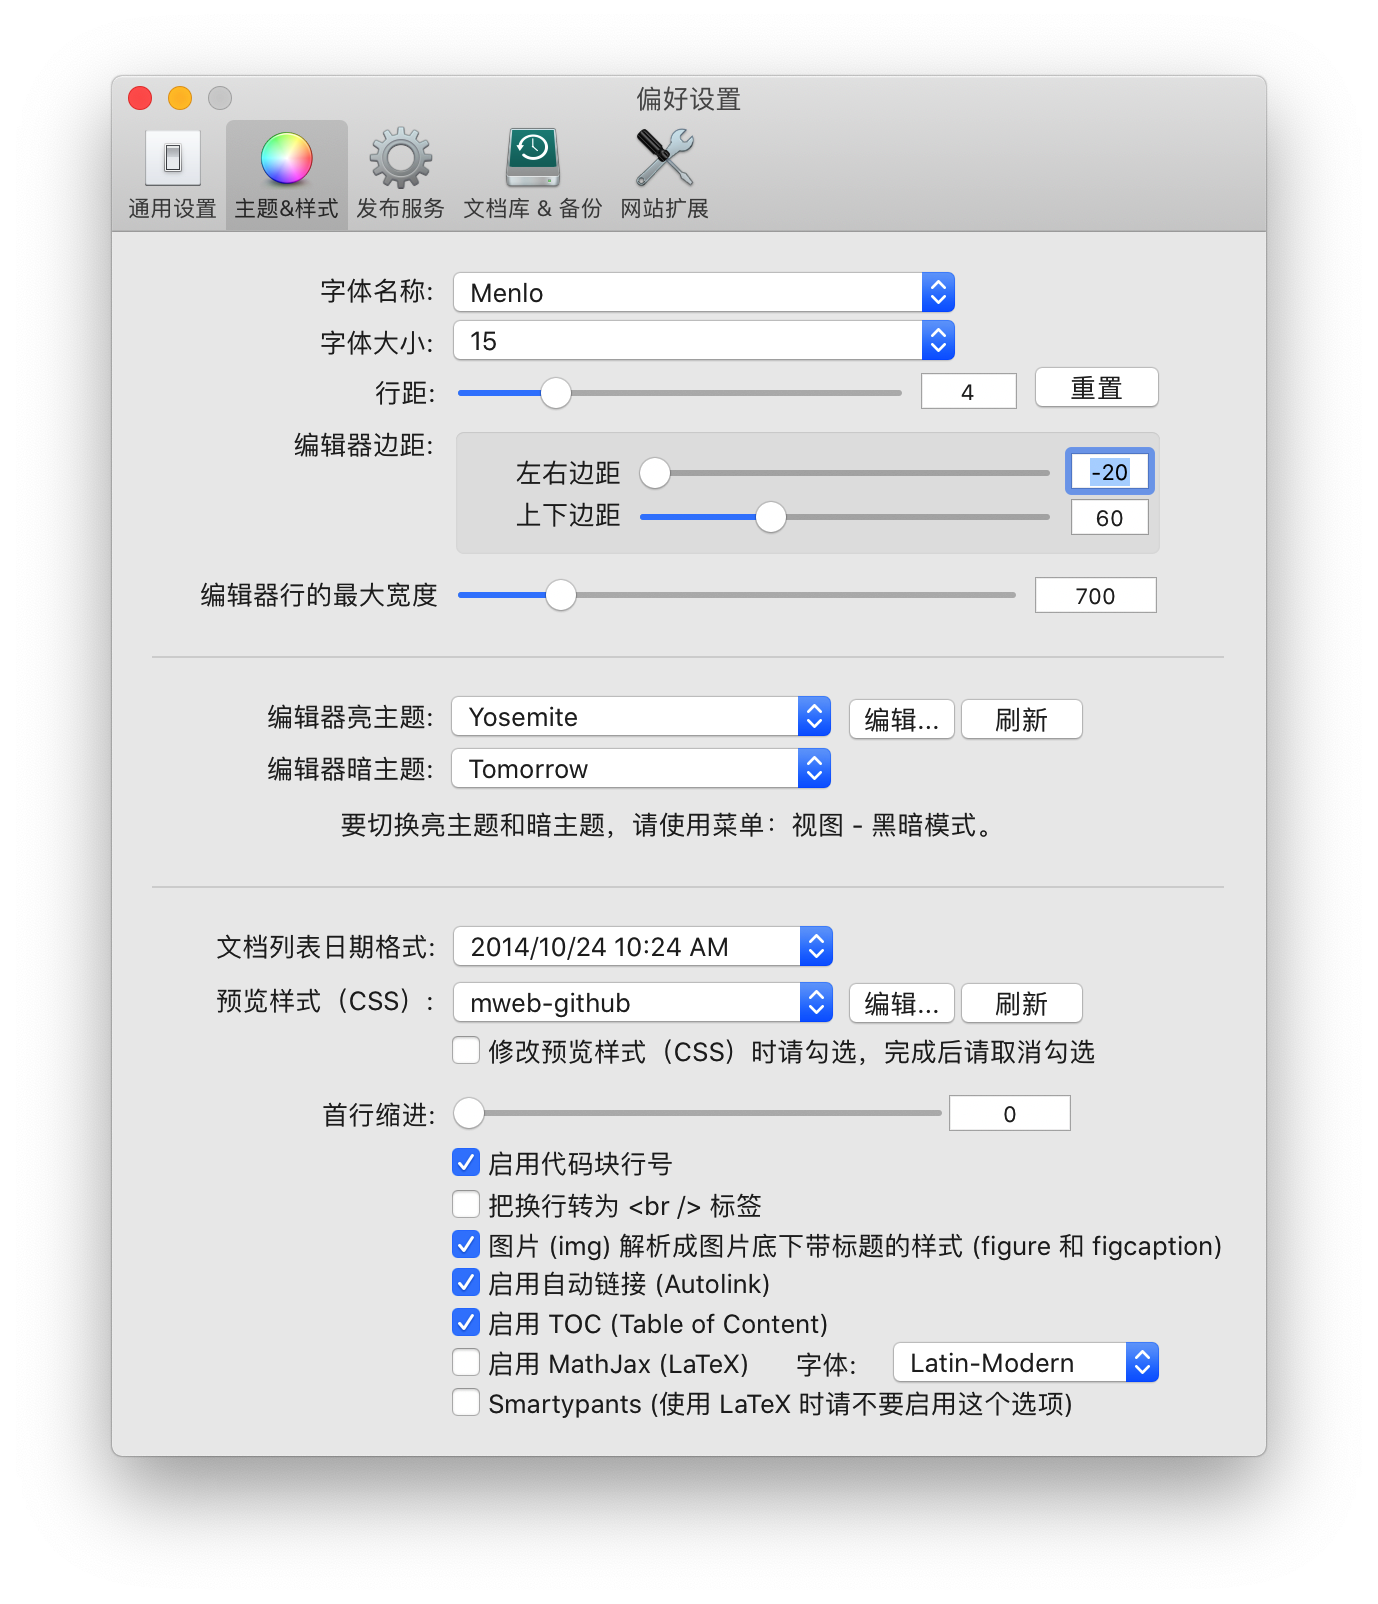 偏好设置
通用设置 主题&样式 发布服务 文档库 & 备份 网站扩展
字体名称: Menlo
字体大小: 15
行距: 4 重置
编辑器边距:
左右边距 -20
上下边距 60
编辑器行的最大宽度 700
编辑器亮主题: Yosemite 编辑... 刷新
编辑器暗主题: Tomorrow
要切换亮主题和暗主题，请使用菜单：视图 - 黑暗模式。
文档列表日期格式: 2014/10/24 10:24 AM
预览样式（CSS）: mweb-github 编辑... 刷新
修改预览样式（CSS）时请勾选，完成后请取消勾选
首行缩进: 0
启用代码块行号
把换行转为 <br /> 标签
图片 (img) 解析成图片底下带标题的样式 (figure 和 figcaption)
启用自动链接 (Autolink)
启用 TOC (Table of Content)
启用 MathJax (LaTeX) 字体: Latin-Modern
Smartypants (使用 LaTeX 时请不要启用这个选项)